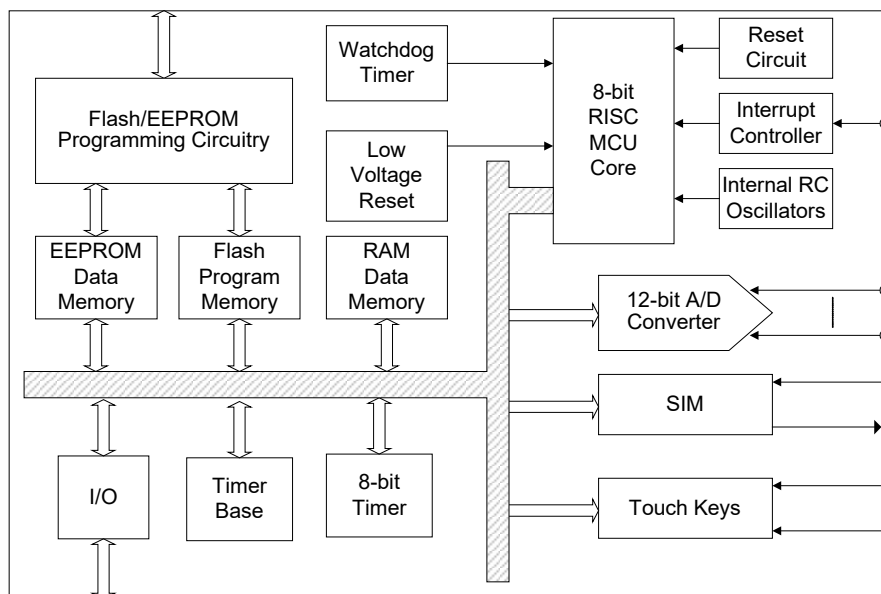 Watchdog
Timer
Reset
Circuit
Flash/EEPROM
Programming Circuitry
8-bit
RISC
MCU
Core
Interrupt
Controller
Low
Voltage
Reset
Internal RC
Oscillators
EEPROM
Data
Memory
Flash
Program
Memory
RAM
Data
Memory
12-bit A/D
Converter
SIM
I/O
Timer
Base
8-bit
Timer
Touch Keys